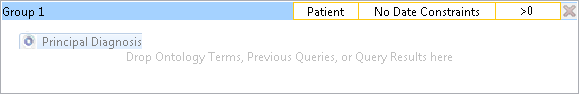 Group 1 Patient No Date Constraints >0
Principal Diagnosis
Drop Ontology Terms, Previous Queries, or Query Results here